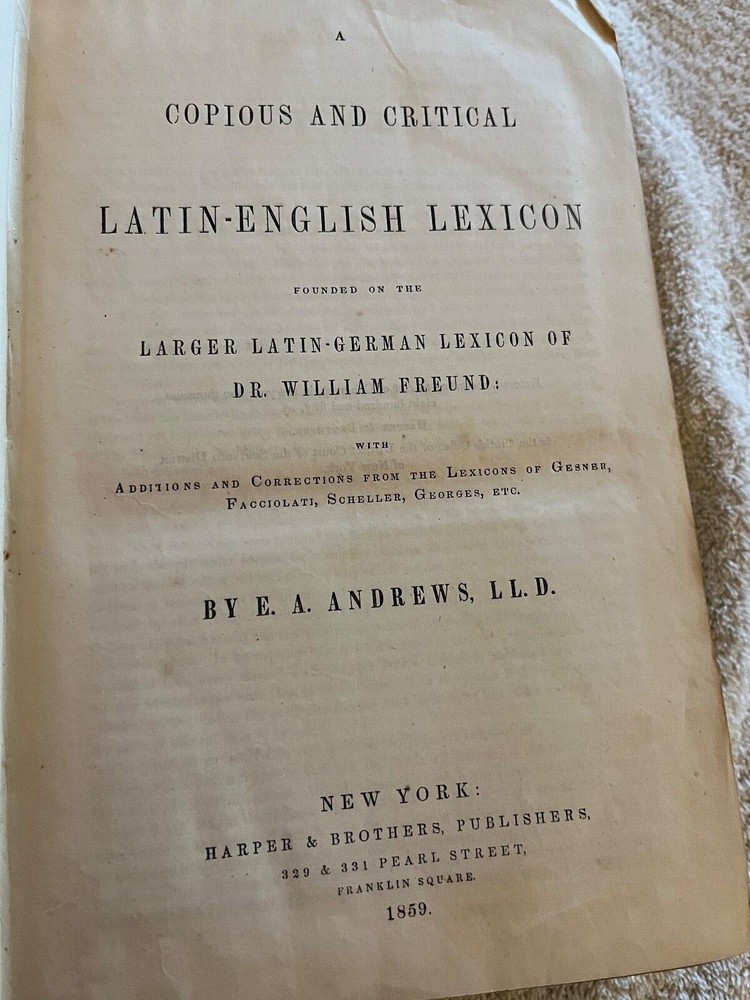 A
COPIOUS AND CRITICAL
LATIN-ENGLISH LEXICON
FOUNDED ON THE
LARGER LATIN-GERMAN LEXICON OF
DR. WILLIAM FREUND:
WITH
ADDITIONS AND CORRECTIONS FROM THE LEXICONS OF GESNER,
FACCIOLATI, SCHELLER, GEORGES, ETC.
BY E. A. ANDREWS, LL. D.
NEW YORK:
HARPER & BROTHERS, PUBLISHERS,
329 & 331 PEARL STREET,
FRANKLIN SQUARE.
1859.